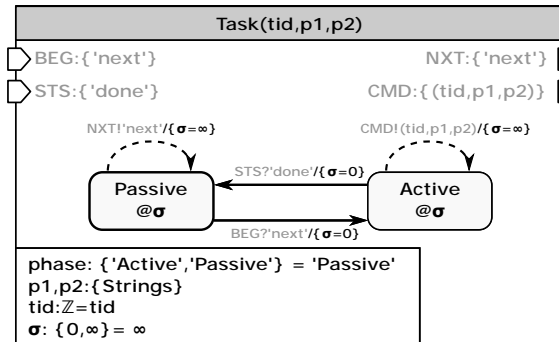 Task(tid,p1,p2)
BEG:{'next'} NXT:{'next'}
STS:{'done'} CMD:{(tid,p1,p2)}
NXT!'next'/{σ=∞} CMD!(tid,p1,p2)/{σ=∞}
STS?'done'/{σ=0}
Passive Active
@σ @σ
BEG?'next'/{σ=0}
phase: {'Active','Passive'} = 'Passive'
p1,p2:{Strings}
tid:ℤ=tid
σ: {0,∞}= ∞